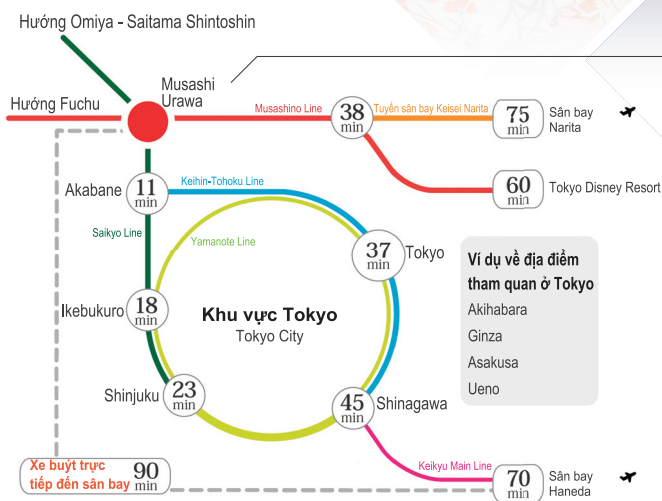 Hướng Omiya - Saitama Shintoshin
Musashi
Urawa
Hướng Fuchu
Musashino Line
38
min
Tuyến sân bay Keisei Narita
75
min
Sân bay
Narita
60
min
Tokyo Disney Resort
Akabane
11
min
Keihin-Tohoku Line
Saikyo Line
Yamanote Line
37
min
Tokyo
Ví dụ về địa điểm
tham quan ở Tokyo
Akihabara
Ginza
Asakusa
Ueno
Ikebukuro
18
min
Khu vực Tokyo
Tokyo City
Shinjuku
23
min
45
min
Shinagawa
Keikyu Main Line
Xe buýt trực
tiếp đến sân bay
90
min
70
min
Sân bay
Haneda